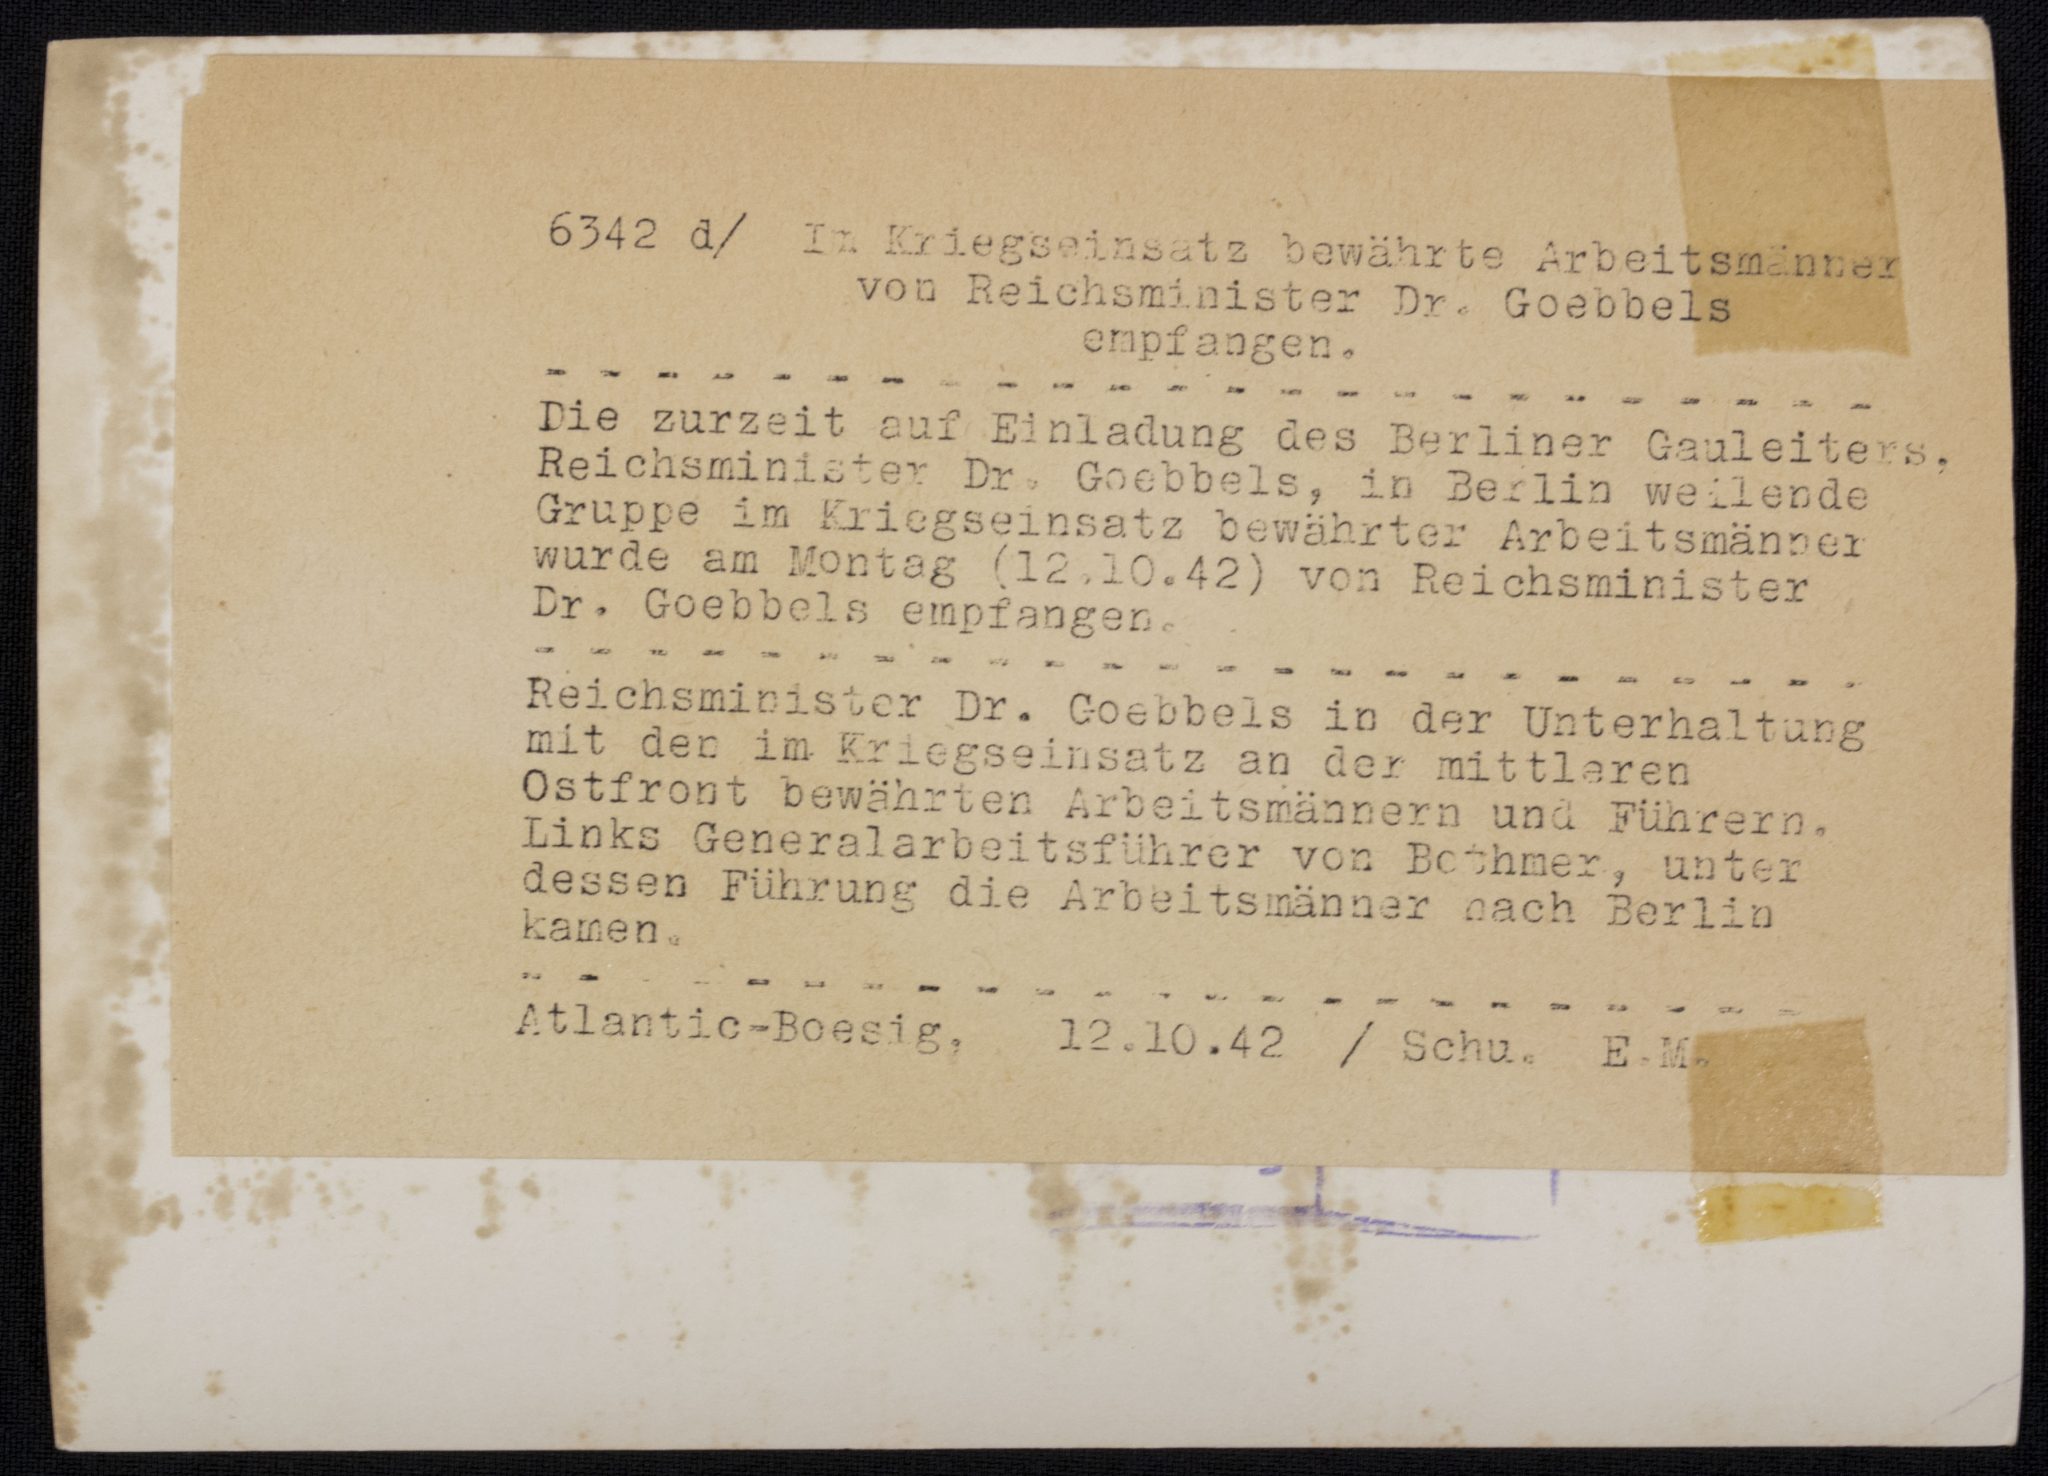 6342 d/ Im Kriegseinsatz bewährte Arbeitsmänner
von Reichsminister Dr. Goebbels
empfangen.
- - - - - - - - - - - - - - - - - - - - - - - -
Die zurzeit auf Einladung des Berliner Gauleiters,
Reichsminister Dr. Goebbels, in Berlin weilende
Gruppe im Kriegseinsatz bewährter Arbeitsmänner
wurde am Montag (12.10.42) von Reichsminister
Dr. Goebbels empfangen.
- - - - - - - - - - - - - - - - - - - - - - - -
Reichsminister Dr. Goebbels in der Unterhaltung
mit den im Kriegseinsatz an der mittleren
Ostfront bewährten Arbeitsmännern und Führern.
Links Generalarbeitsführer von Bothmer, unter
dessen Führung die Arbeitsmänner nach Berlin
kamen.
- - - - - - - - - - - - - - - - - - - - - - -
Atlantic-Boesig, 12.10.42 / Schu. E.M.